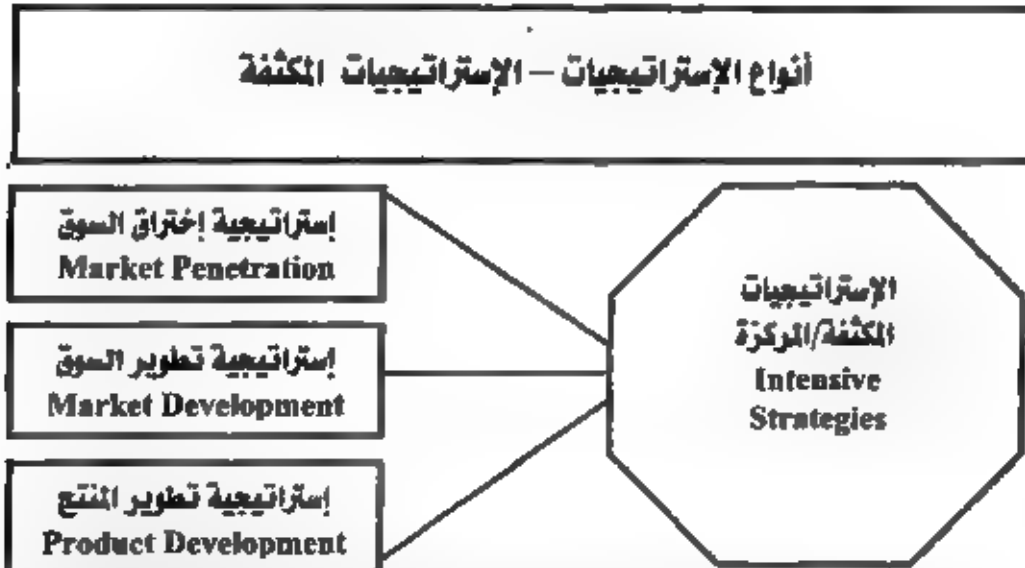 أنواع الإستراتيجيات – الإستراتيجيات المكثفة
الإستراتيجيات
المكثفة/المركزة
Intensive
Strategies
إستراتيجية إختراق السوق
Market Penetration
إستراتيجية تطوير السوق
Market Development
إستراتيجية تطوير المنتج
Product Development